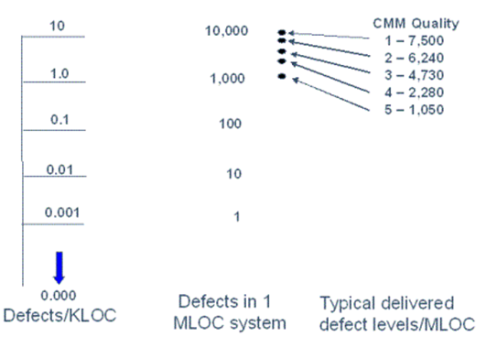 10
1.0
0.1
0.01
0.001
0.000
Defects/KLOC
10,000
1,000
100
10
1
Defects in 1
MLOC system
CMM Quality
1 – 7,500
2 – 6,240
3 – 4,730
4 – 2,280
5 – 1,050
Typical delivered
defect levels/MLOC